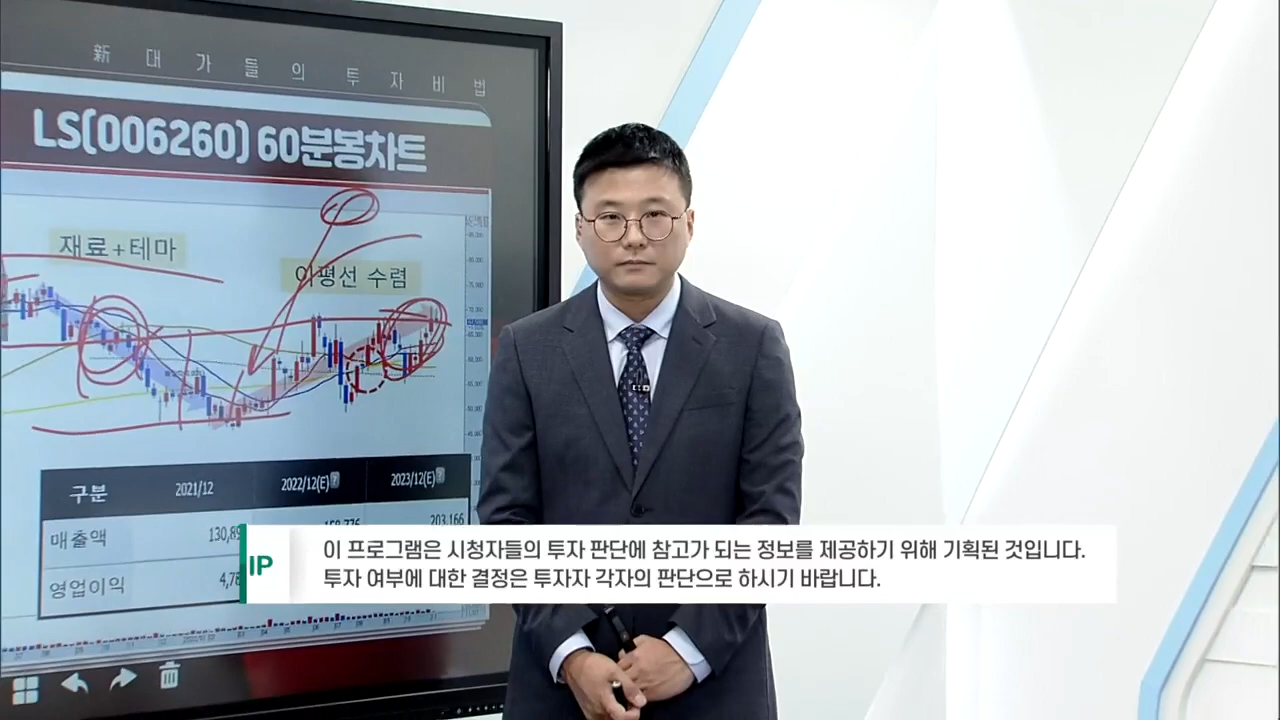 新 대 가 들 의 투 자 비 법
LS(006260) 60분봉차트
재료+테마
이평선 수렴
구분 2021/12 2022/12(E) 2023/12(E)
매출액 203,166
영업이익
IP
이 프로그램은 시청자들의 투자 판단에 참고가 되는 정보를 제공하기 위해 기획된 것입니다.
투자 여부에 대한 결정은 투자자 각자의 판단으로 하시기 바랍니다.